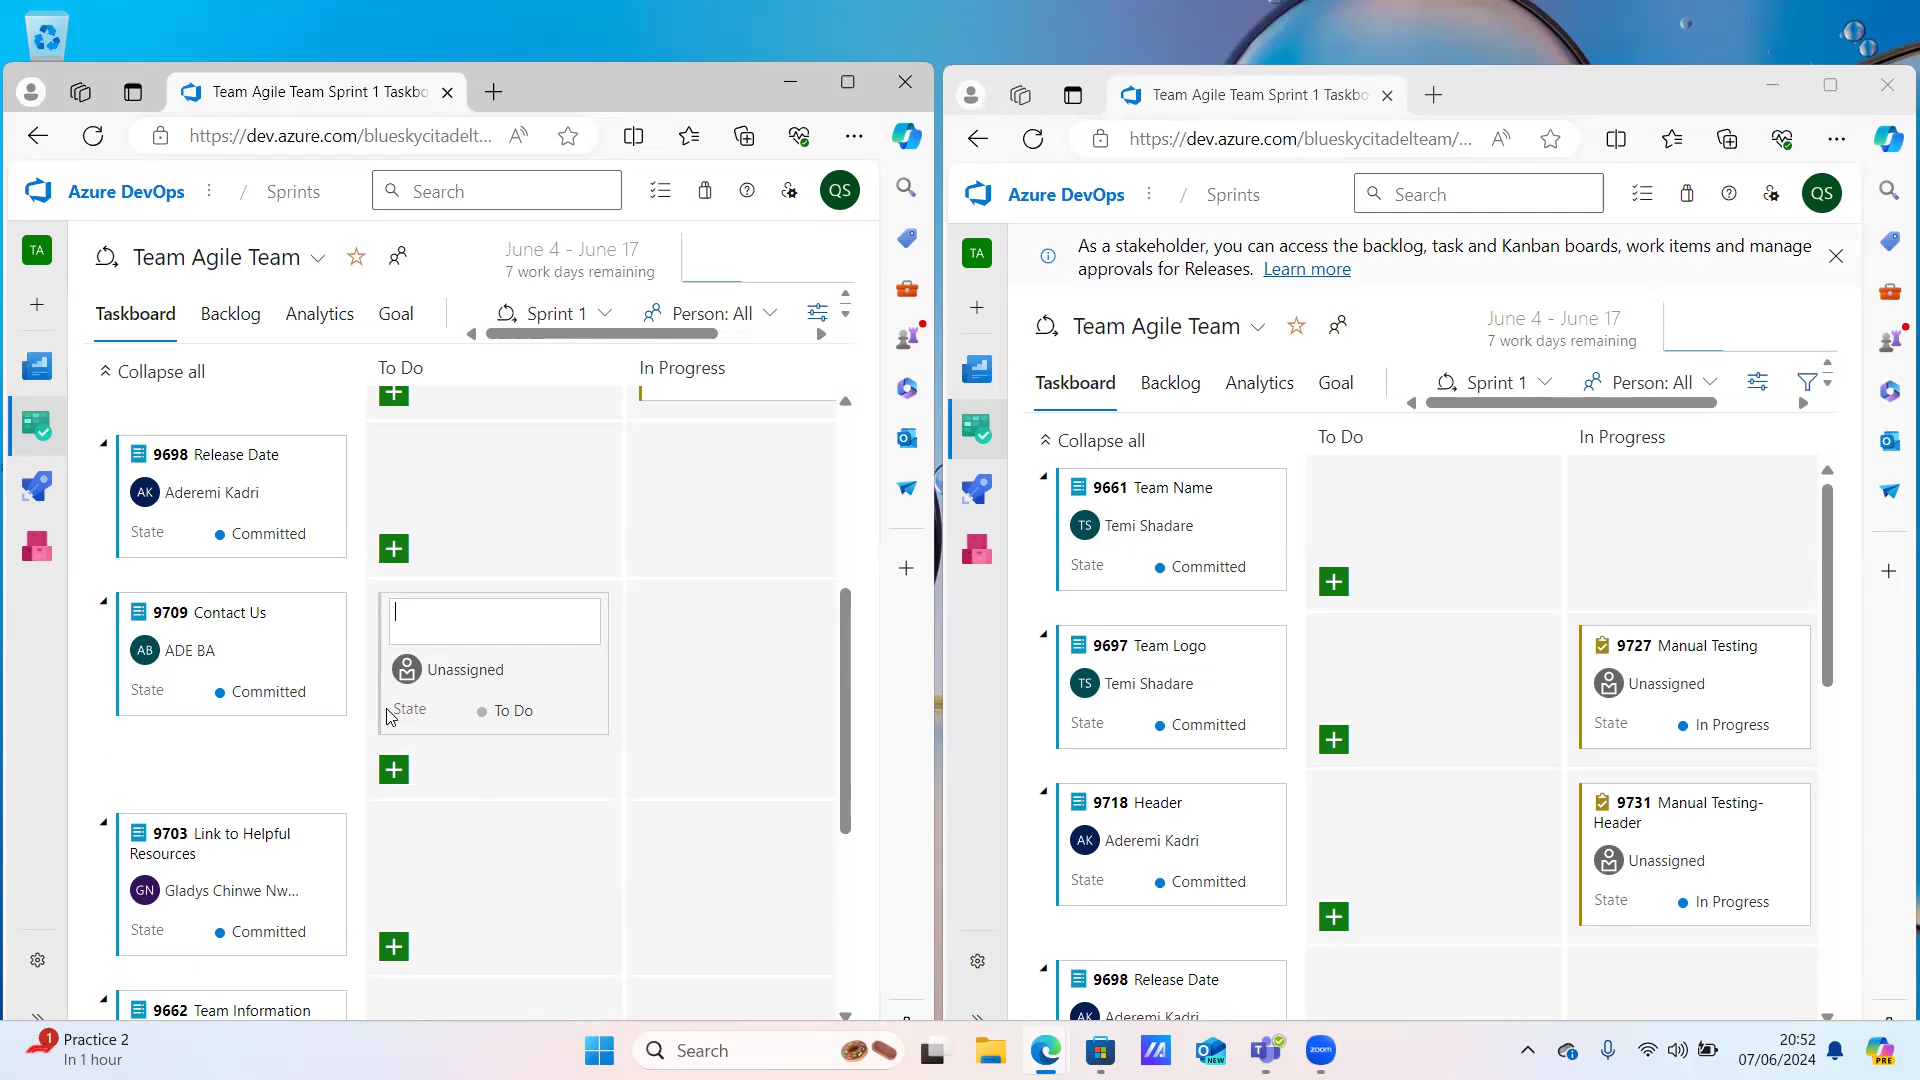 Team Agile Team Sprint 1 Taskbo
https://dev.azure.com/blueskycitadelt...
Azure DevOps / Sprints
Search
QS
TA
Team Agile Team
June 4 - June 17
7 work days remaining
Taskboard Backlog Analytics Goal
Sprint 1
Person: All
Collapse all
To Do
In Progress
9698 Release Date
AK Aderemi Kadri
State Committed
9709 Contact Us
AB ADE BA
State Committed
Unassigned
State To Do
9703 Link to Helpful
Resources
GN Gladys Chinwe Nw...
State Committed
9662 Team Information
Team Agile Team Sprint 1 Taskbo
https://dev.azure.com/blueskycitadelteam/...
Azure DevOps / Sprints
Search
QS
TA
As a stakeholder, you can access the backlog, task and Kanban boards, work items and manage
approvals for Releases. Learn more
Team Agile Team
June 4 - June 17
7 work days remaining
Taskboard Backlog Analytics Goal
Sprint 1
Person: All
Collapse all
To Do
In Progress
9661 Team Name
TS Temi Shadare
State Committed
9697 Team Logo
TS Temi Shadare
State Committed
9727 Manual Testing
Unassigned
State In Progress
9718 Header
AK Aderemi Kadri
State Committed
9731 Manual Testing-
Header
Unassigned
State In Progress
9698 Release Date
AK Aderemi Kadri
1
Practice 2
In 1 hour
Search
NEW
zoom
20:52
07/06/2024
PRE